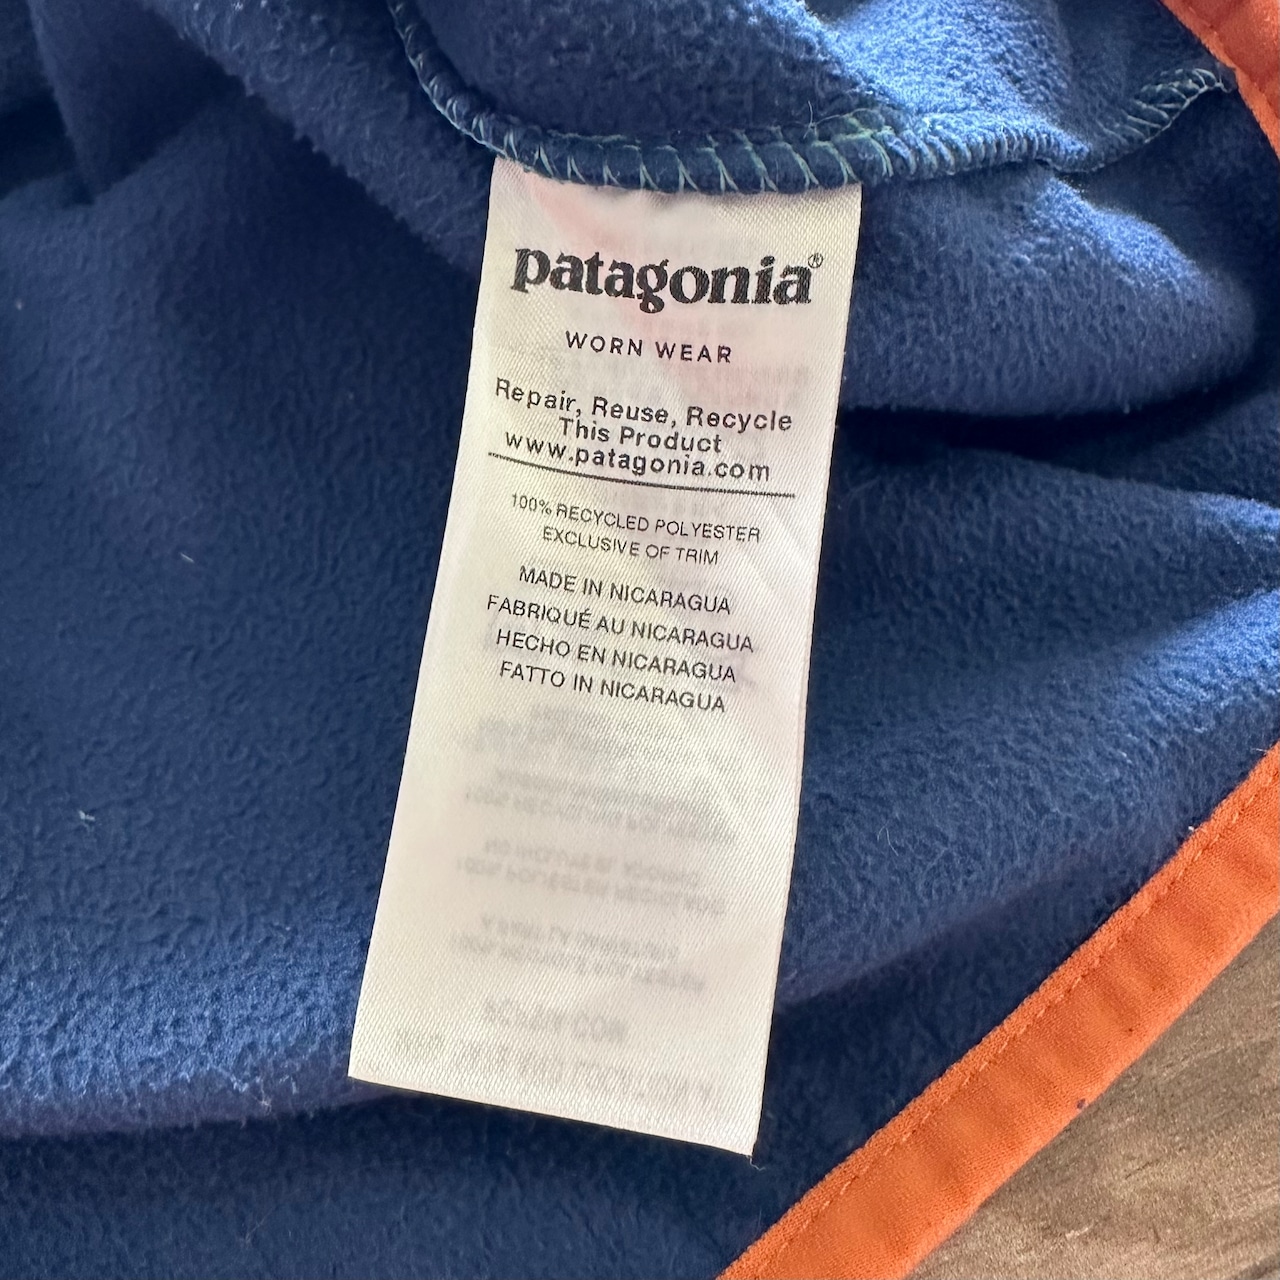 patagonia®
WORN WEAR
Repair, Reuse, Recycle
This Product
www.patagonia.com
100% RECYCLED POLYESTER
EXCLUSIVE OF TRIM
MADE IN NICARAGUA
FABRIQUÉ AU NICARAGUA
HECHO EN NICARAGUA
FATTO IN NICARAGUA